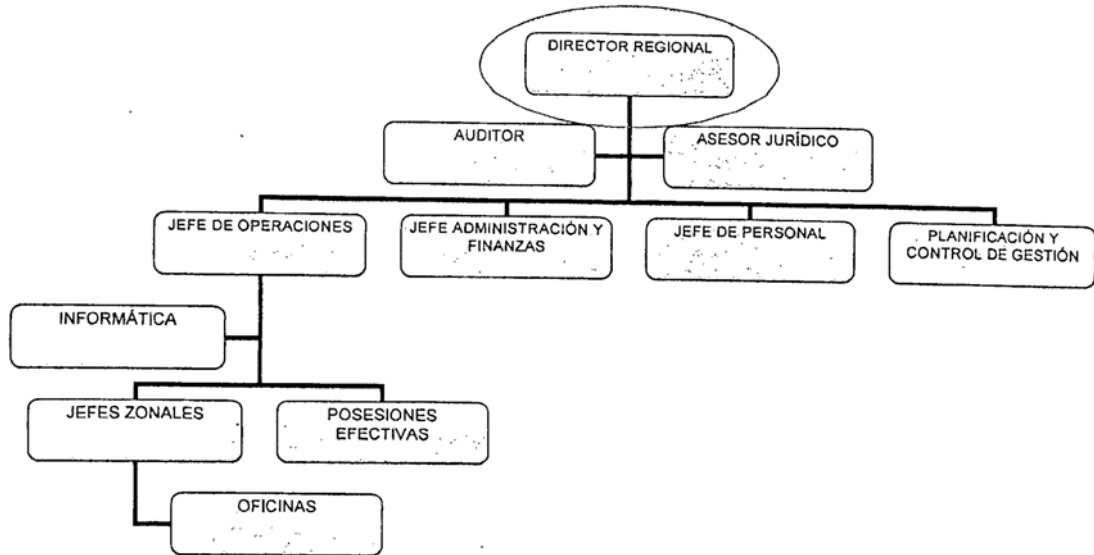 DIRECTOR REGIONAL
AUDITOR
ASESOR JURÍDICO
JEFE DE OPERACIONES
JEFE ADMINISTRACIÓN Y
FINANZAS
JEFE DE PERSONAL
PLANIFICACIÓN Y
CONTROL DE GESTIÓN
INFORMÁTICA
JEFES ZONALES
POSESIONES
EFECTIVAS
OFICINAS